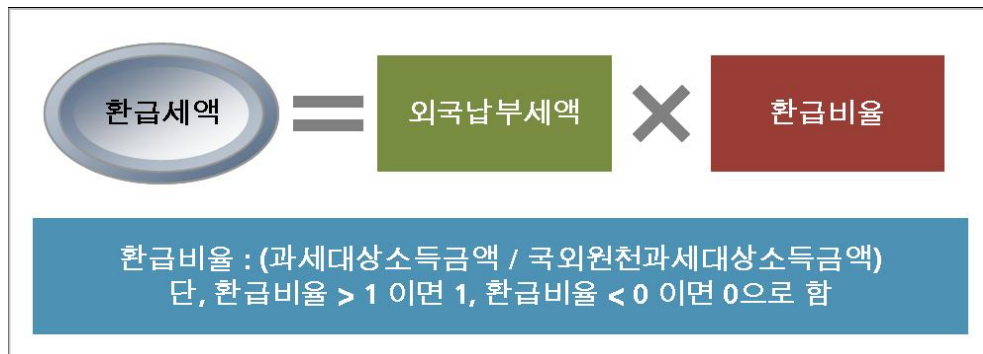 환급세액 = 외국납부세액 × 환급비율
환급비율 : (과세대상소득금액 / 국외원천과세대상소득금액)
단, 환급비율 > 1 이면 1, 환급비율 < 0 이면 0으로 함